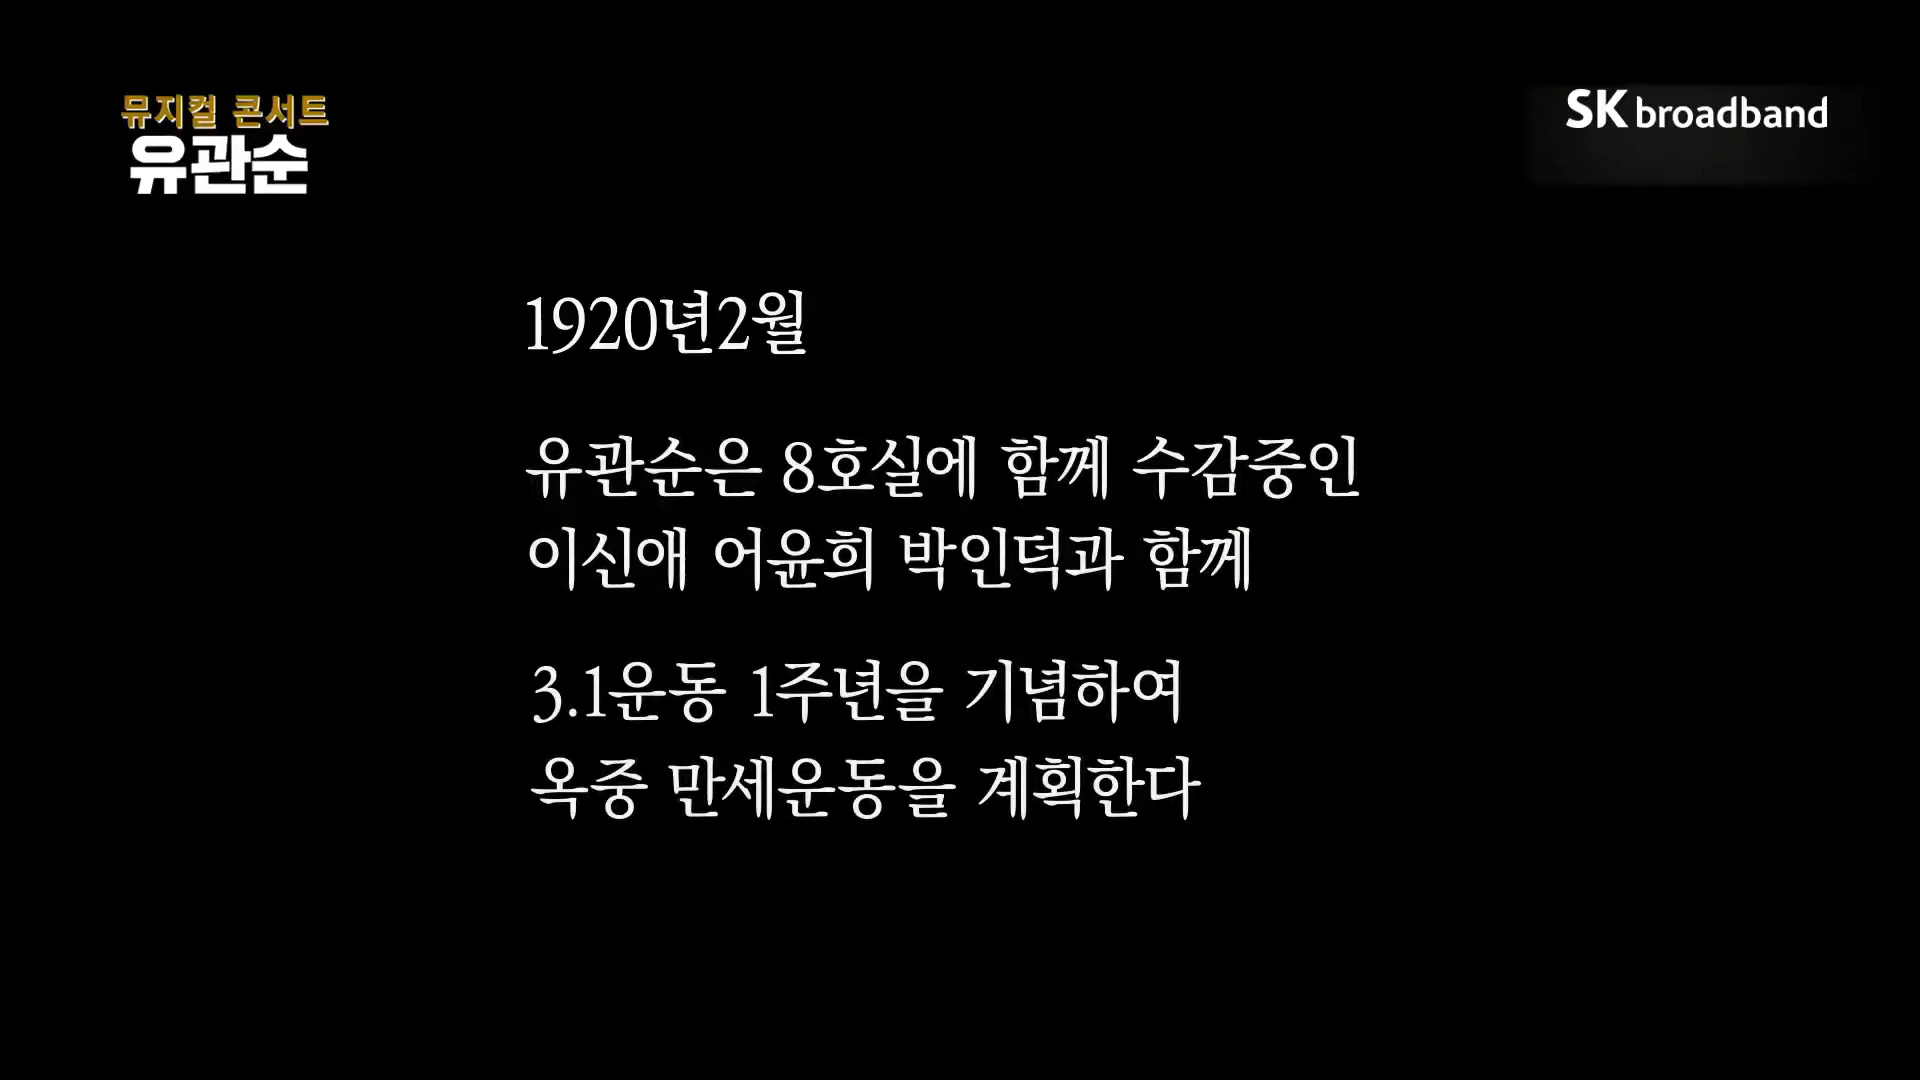 뮤지컬 콘서트
유관순
SK broadband
1920년2월
유관순은 8호실에 함께 수감중인
이신애 어윤희 박인덕과 함께
3.1운동 1주년을 기념하여
옥중 만세운동을 계획한다